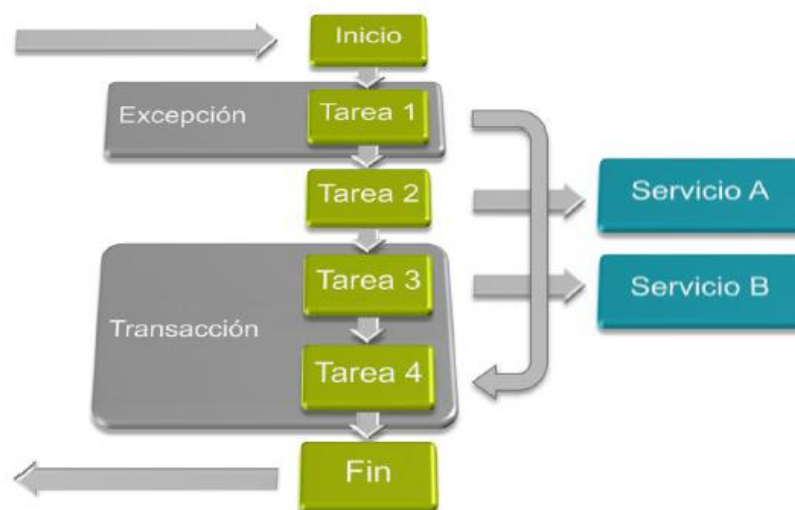 Inicio
Excepción
Tarea 1
Tarea 2
Servicio A
Transacción
Tarea 3
Servicio B
Tarea 4
Fin